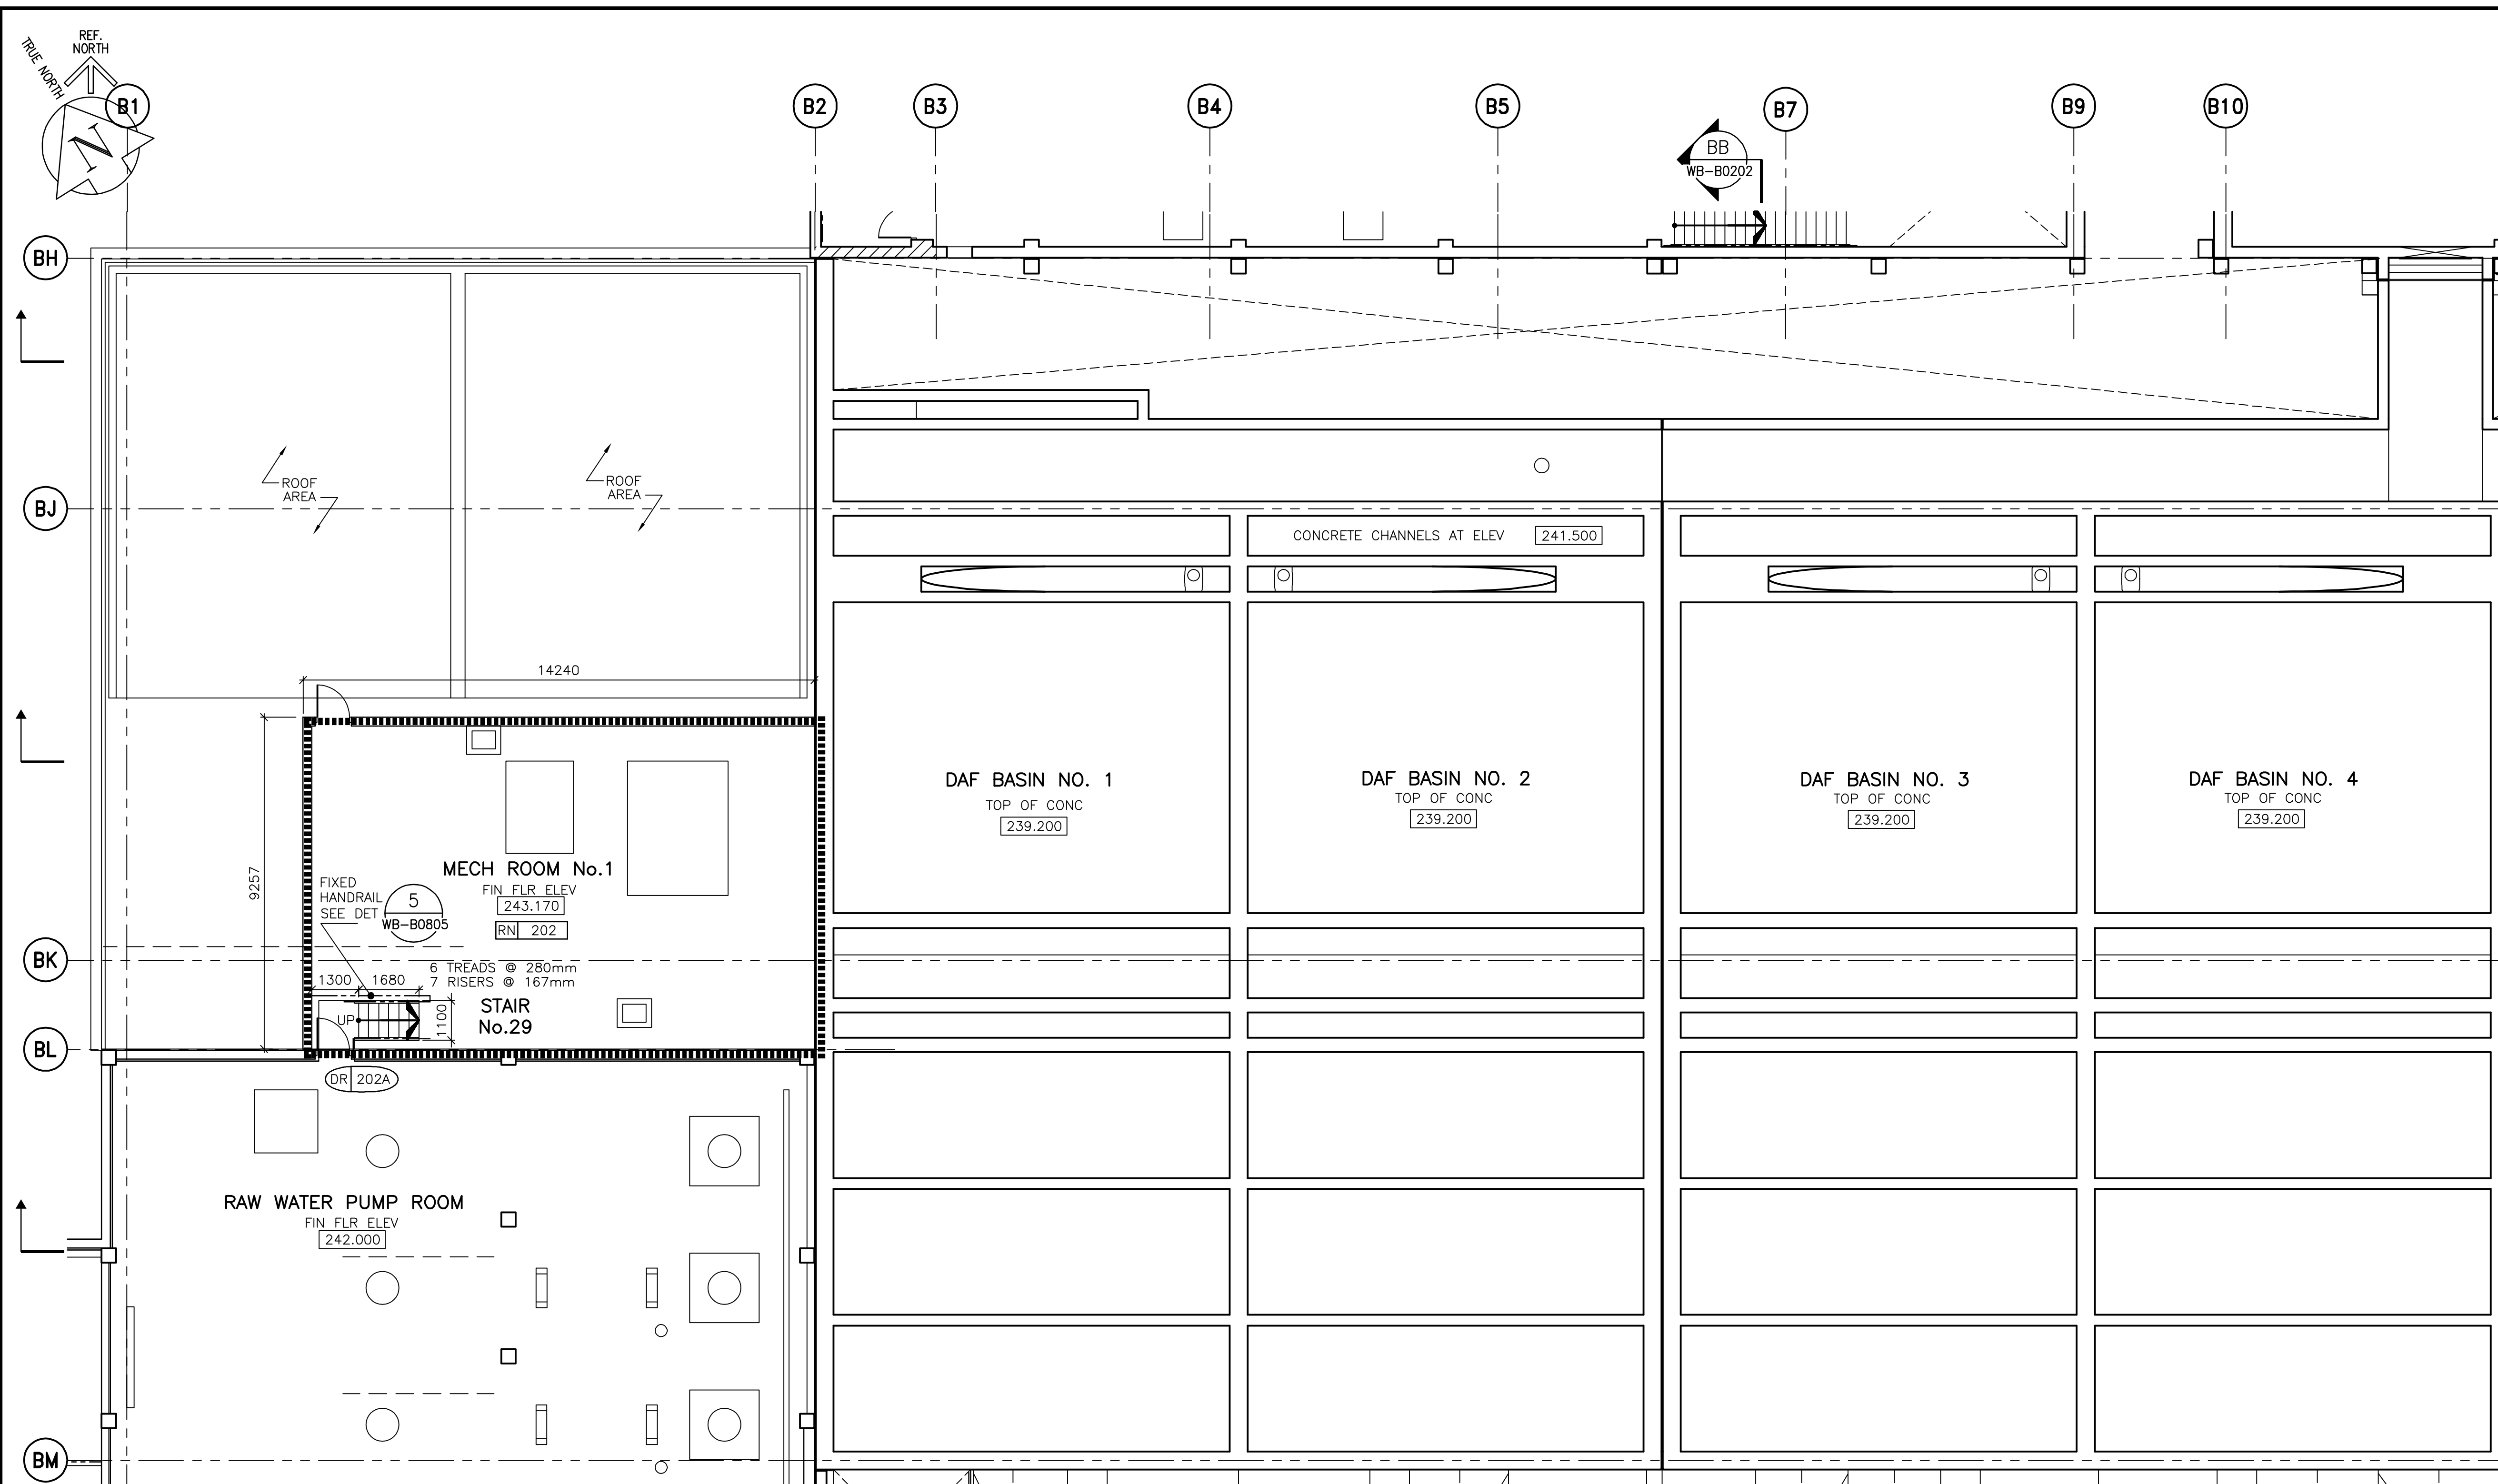 REF.
NORTH
TRUE NORTH
N
B1
B2
B3
B4
B5
B7
B9
B10
BB
WB-B0202
BH
BJ
BK
BL
BM
ROOF
AREA
ROOF
AREA
CONCRETE CHANNELS AT ELEV 241.500
14240
9257
DAF BASIN NO. 1
TOP OF CONC
239.200
DAF BASIN NO. 2
TOP OF CONC
239.200
DAF BASIN NO. 3
TOP OF CONC
239.200
DAF BASIN NO. 4
TOP OF CONC
239.200
MECH ROOM No.1
FIN FLR ELEV
243.170
RN 202
FIXED
HANDRAIL
SEE DET
5
WB-B0805
6 TREADS @ 280mm
7 RISERS @ 167mm
1300
1680
STAIR
No.29
UP
1100
DR 202A
RAW WATER PUMP ROOM
FIN FLR ELEV
242.000